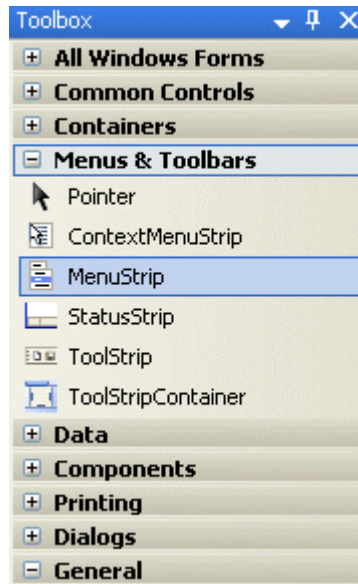 Toolbox
All Windows Forms
Common Controls
Containers
Menus & Toolbars
Pointer
ContextMenuStrip
MenuStrip
StatusStrip
ToolStrip
ToolStripContainer
Data
Components
Printing
Dialogs
General